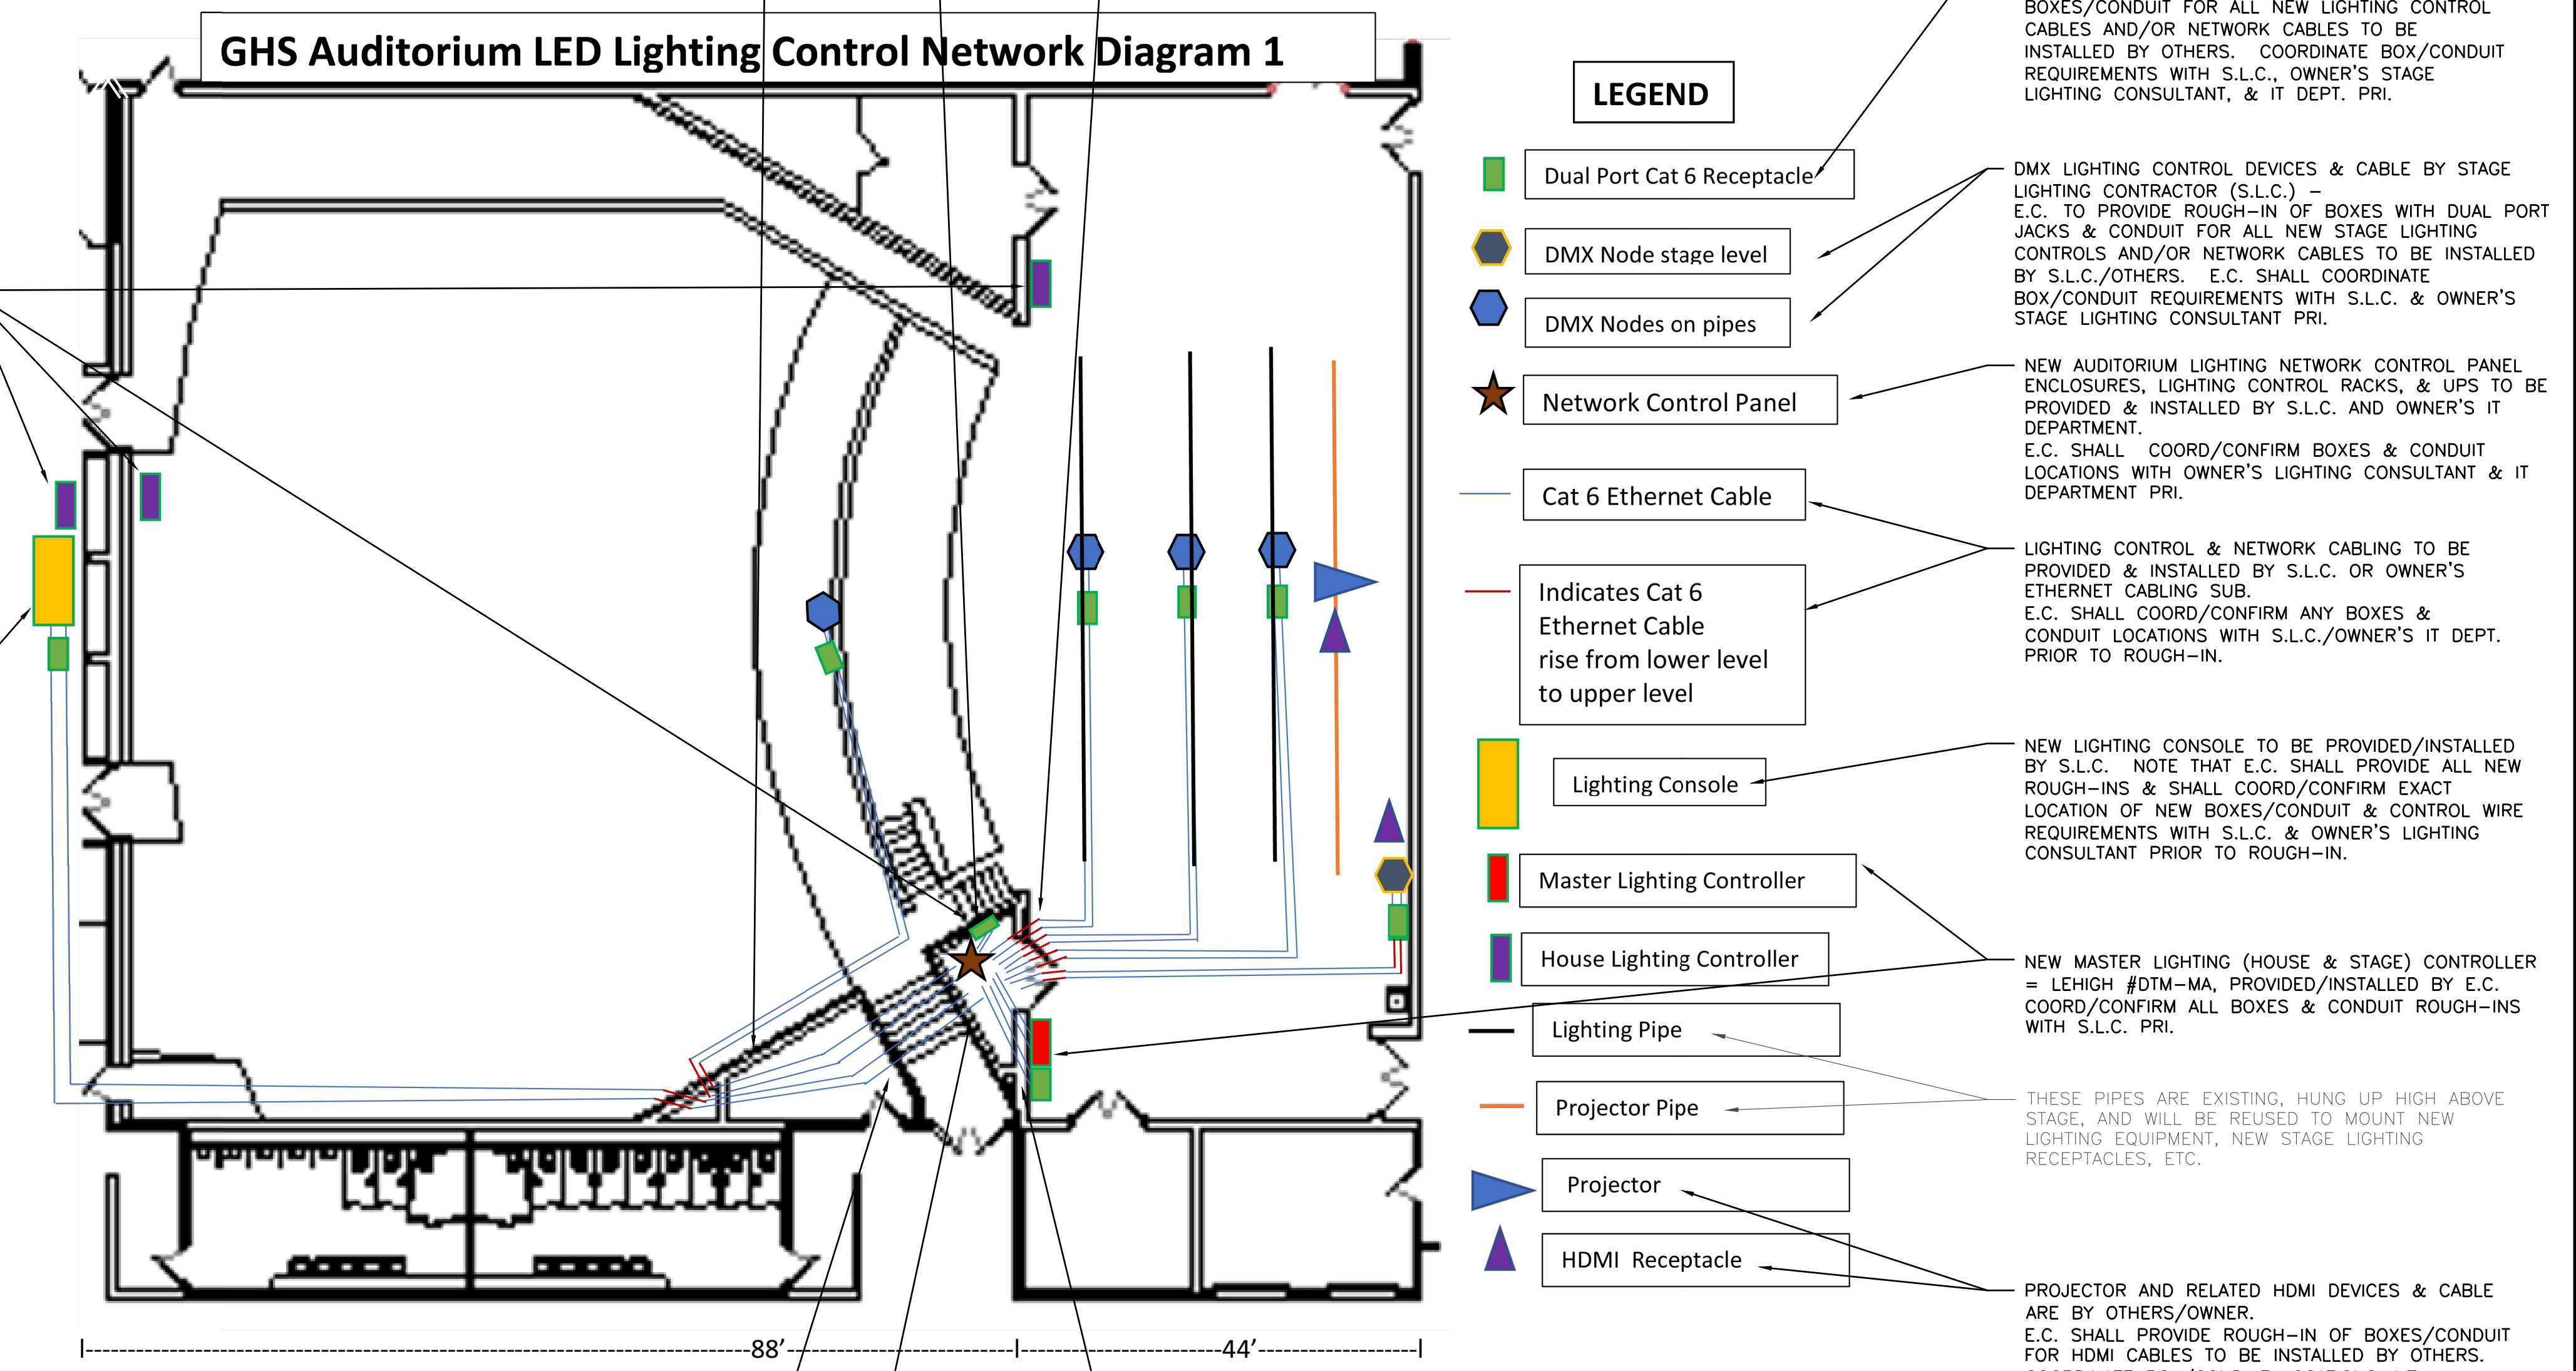 GHS Auditorium LED Lighting Control Network Diagram 1
LEGEND
Dual Port Cat 6 Receptacle
DMX Node stage level
DMX Nodes on pipes
Network Control Panel
Cat 6 Ethernet Cable
Indicates Cat 6
Ethernet Cable
rise from lower level
to upper level
Lighting Console
Master Lighting Controller
House Lighting Controller
Lighting Pipe
Projector Pipe
Projector
HDMI Receptacle
BOXES/CONDUIT FOR ALL NEW LIGHTING CONTROL
CABLES AND/OR NETWORK CABLES TO BE
INSTALLED BY OTHERS. COORDINATE BOX/CONDUIT
REQUIREMENTS WITH S.L.C., OWNER'S STAGE
LIGHTING CONSULTANT, & IT DEPT. PRI.
DMX LIGHTING CONTROL DEVICES & CABLE BY STAGE
LIGHTING CONTRACTOR (S.L.C.) –
E.C. TO PROVIDE ROUGH–IN OF BOXES WITH DUAL PORT
JACKS & CONDUIT FOR ALL NEW STAGE LIGHTING
CONTROLS AND/OR NETWORK CABLES TO BE INSTALLED
BY S.L.C./OTHERS. E.C. SHALL COORDINATE
BOX/CONDUIT REQUIREMENTS WITH S.L.C. & OWNER'S
STAGE LIGHTING CONSULTANT PRI.
NEW AUDITORIUM LIGHTING NETWORK CONTROL PANEL
ENCLOSURES, LIGHTING CONTROL RACKS, & UPS TO BE
PROVIDED & INSTALLED BY S.L.C. AND OWNER'S IT
DEPARTMENT.
E.C. SHALL COORD/CONFIRM BOXES & CONDUIT
LOCATIONS WITH OWNER'S LIGHTING CONSULTANT & IT
DEPARTMENT PRI.
LIGHTING CONTROL & NETWORK CABLING TO BE
PROVIDED & INSTALLED BY S.L.C. OR OWNER'S
ETHERNET CABLING SUB.
E.C. SHALL COORD/CONFIRM ANY BOXES &
CONDUIT LOCATIONS WITH S.L.C./OWNER'S IT DEPT.
PRIOR TO ROUGH–IN.
NEW LIGHTING CONSOLE TO BE PROVIDED/INSTALLED
BY S.L.C. NOTE THAT E.C. SHALL PROVIDE ALL NEW
ROUGH–INS & SHALL COORD/CONFIRM EXACT
LOCATION OF NEW BOXES/CONDUIT & CONTROL WIRE
REQUIREMENTS WITH S.L.C. & OWNER'S LIGHTING
CONSULTANT PRIOR TO ROUGH–IN.
NEW MASTER LIGHTING (HOUSE & STAGE) CONTROLLER
= LEHIGH #DTM–MA, PROVIDED/INSTALLED BY E.C.
COORD/CONFIRM ALL BOXES & CONDUIT ROUGH–INS
WITH S.L.C. PRI.
THESE PIPES ARE EXISTING, HUNG UP HIGH ABOVE
STAGE, AND WILL BE REUSED TO MOUNT NEW
LIGHTING EQUIPMENT, NEW STAGE LIGHTING
RECEPTACLES, ETC.
PROJECTOR AND RELATED HDMI DEVICES & CABLE
ARE BY OTHERS/OWNER.
E.C. SHALL PROVIDE ROUGH–IN OF BOXES/CONDUIT
FOR HDMI CABLES TO BE INSTALLED BY OTHERS.
88' 44'